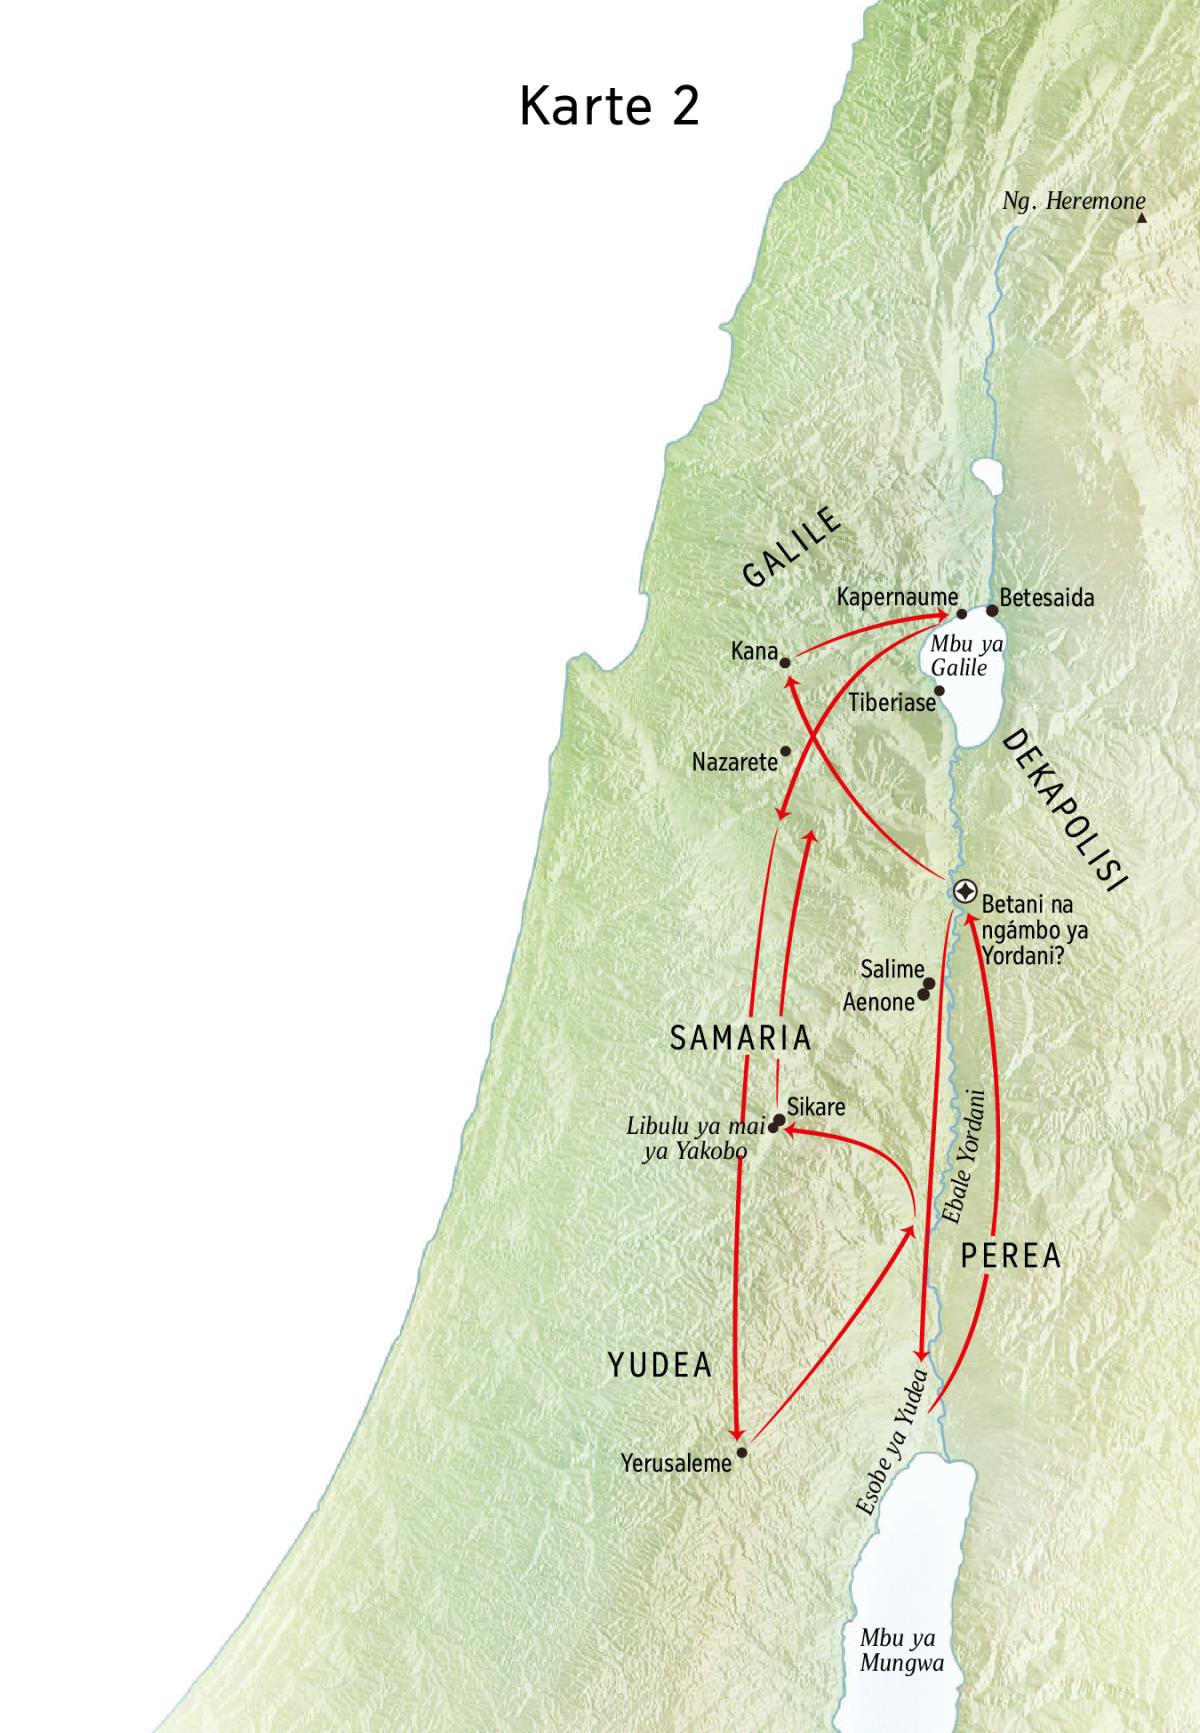 Karte 2
Ng. Heremone
GALILE
Kapernaume
Betesaida
Kana
Mbu ya
Galile
Tiberiase
Nazarete
DEKAPOLISI
Betani na
ngámbo ya
Yordani?
Salime
Aenone
SAMARIA
Sikare
Libulu ya mai
ya Yakobo
Ebale Yordani
PEREA
YUDEA
Esobe ya Yudea
Yerusaleme
Mbu ya
Mungwa